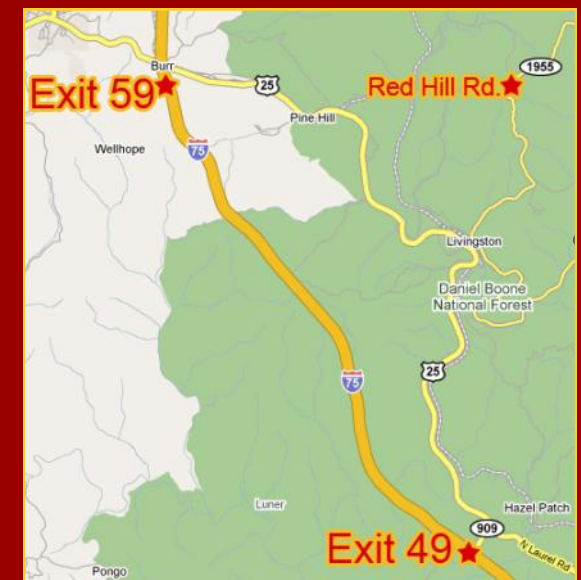 Burr
1955
Exit 59
25
Red Hill Rd.
Pine Hill
Wellhope
75
Livingston
Daniel Boone
National Forest
75
25
Luner
Hazel Patch
909
Exit 49
N Laurel Rd
Pongo